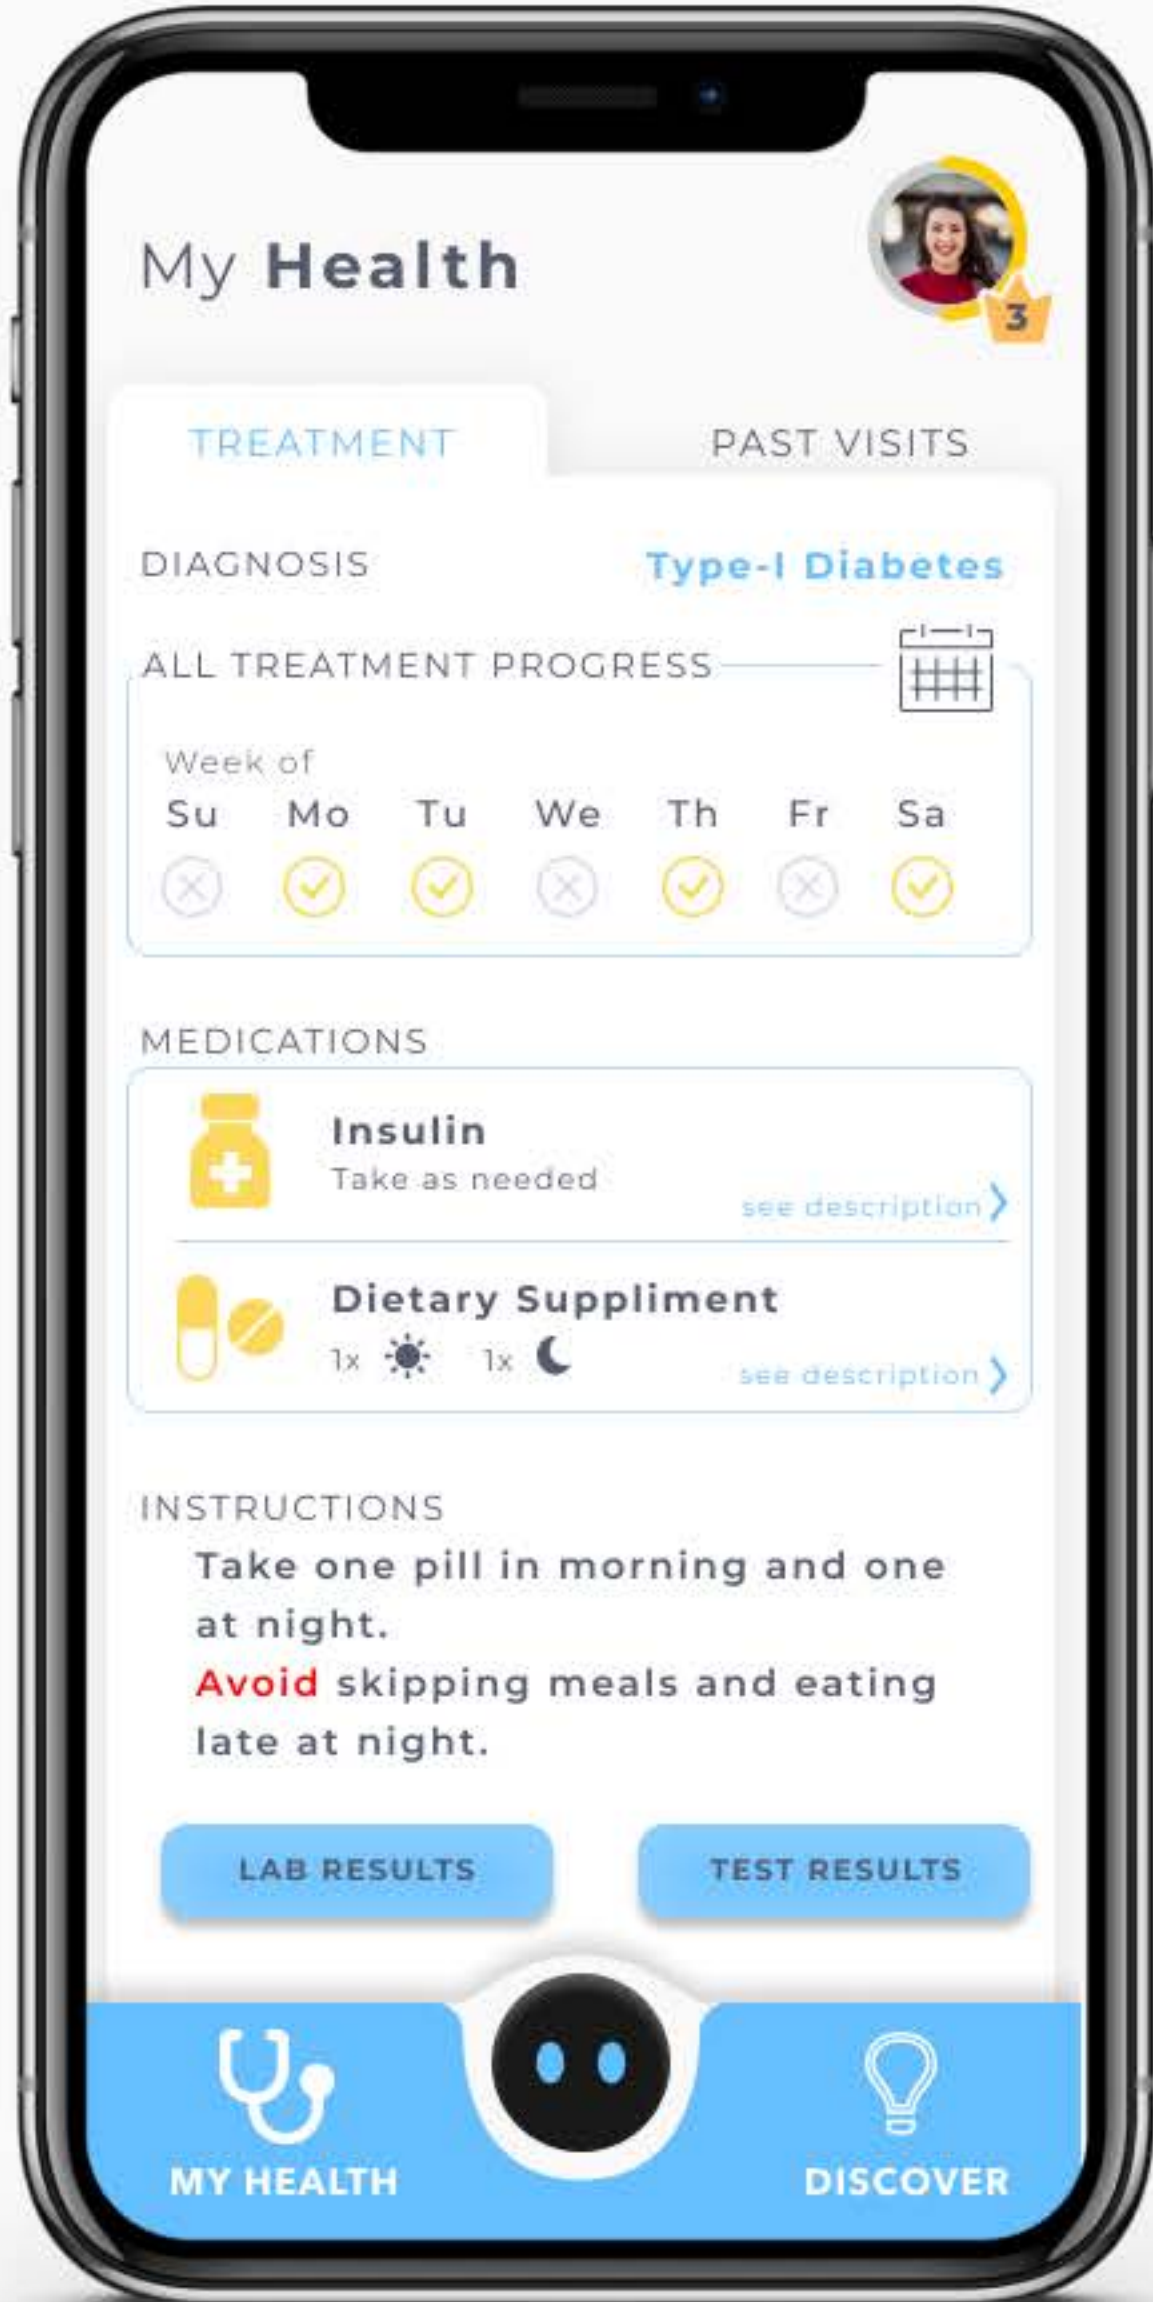 My Health
3
TREATMENT
PAST VISITS
DIAGNOSIS
Type-I Diabetes
ALL TREATMENT PROGRESS
Week of
Su Mo Tu We Th Fr Sa
MEDICATIONS
Insulin
Take as needed
see description
Dietary Suppliment
1x 1x
see description
INSTRUCTIONS
Take one pill in morning and one
at night.
Avoid skipping meals and eating
late at night.
LAB RESULTS
TEST RESULTS
MY HEALTH
DISCOVER